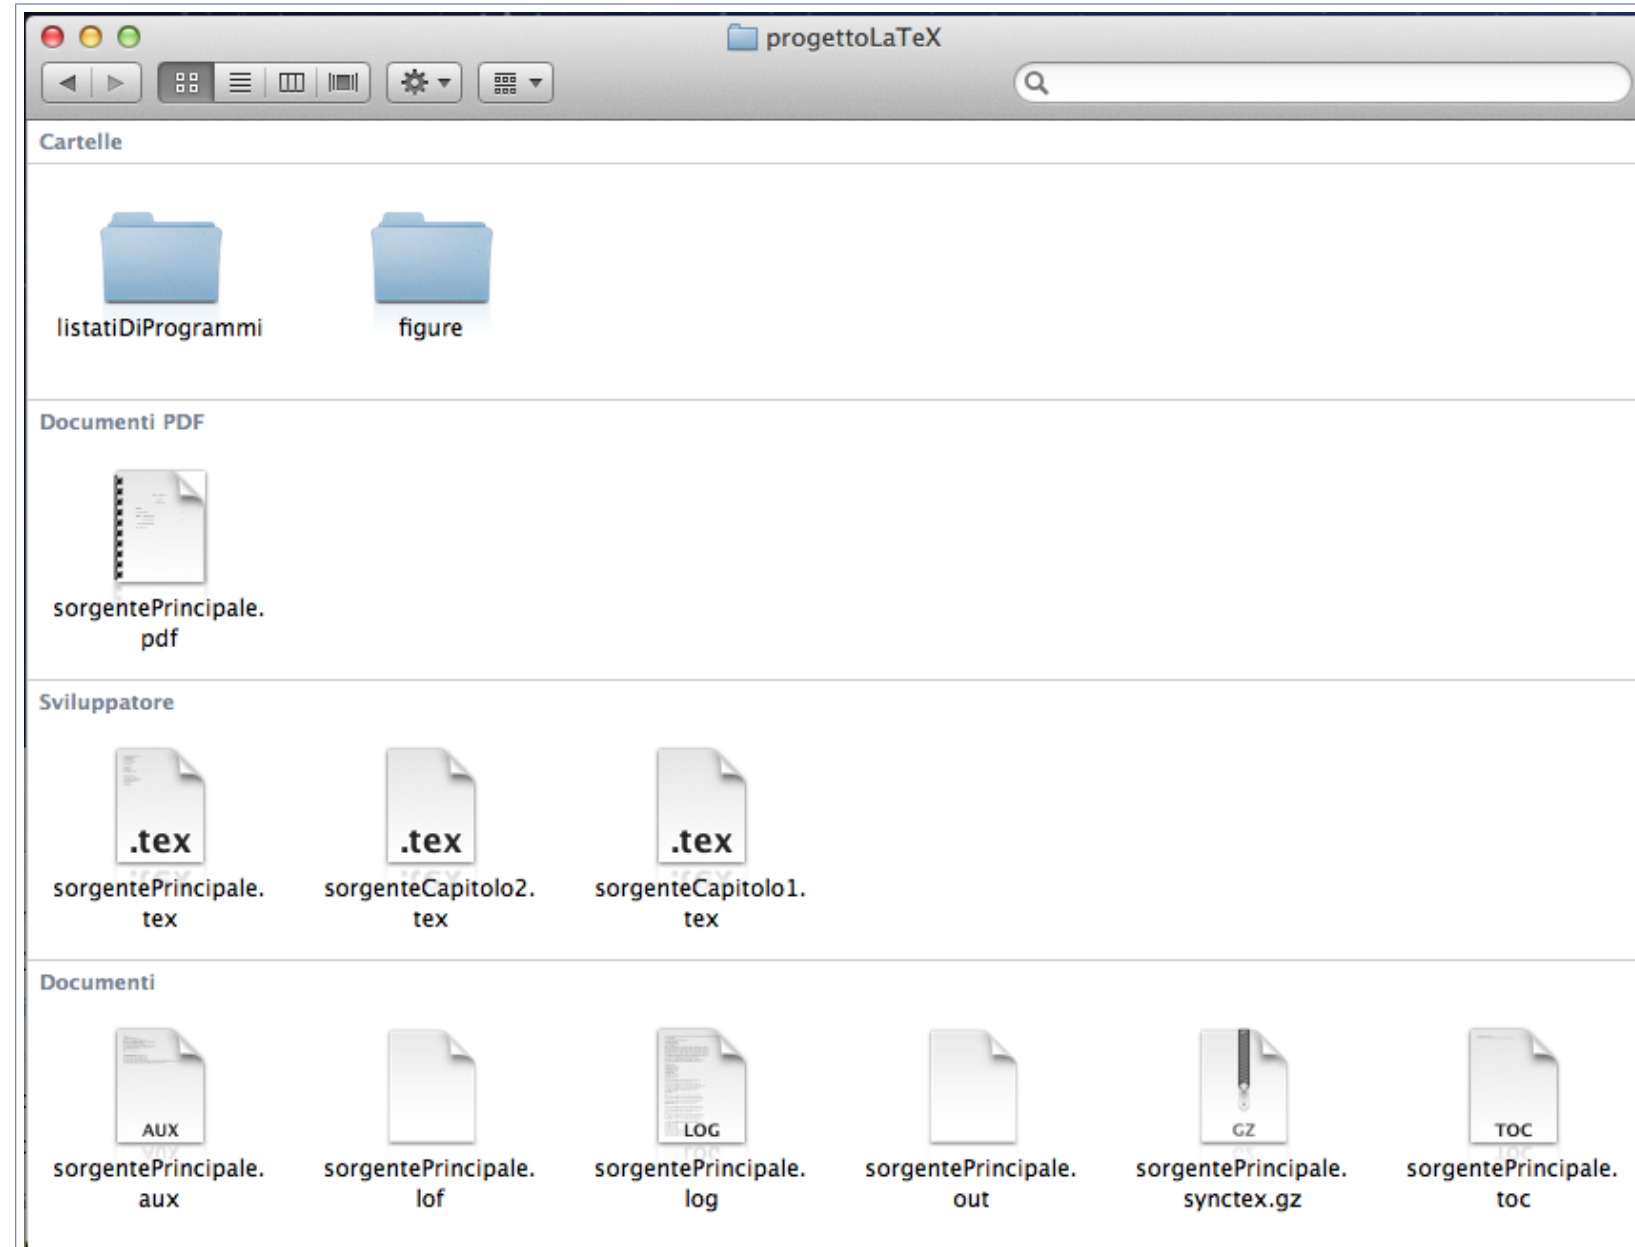 progettoLaTeX
Cartelle
listatiDiProgrammi
figure
Documenti PDF
sorgentePrincipale.
pdf
Sviluppatore
.tex
.tex
.tex
sorgentePrincipale.
tex
sorgenteCapitolo2.
tex
sorgenteCapitolo1.
tex
Documenti
AUX
LOG
GZ
TOC
sorgentePrincipale.
aux
sorgentePrincipale.
lof
sorgentePrincipale.
log
sorgentePrincipale.
out
sorgentePrincipale.
synctex.gz
sorgentePrincipale.
toc